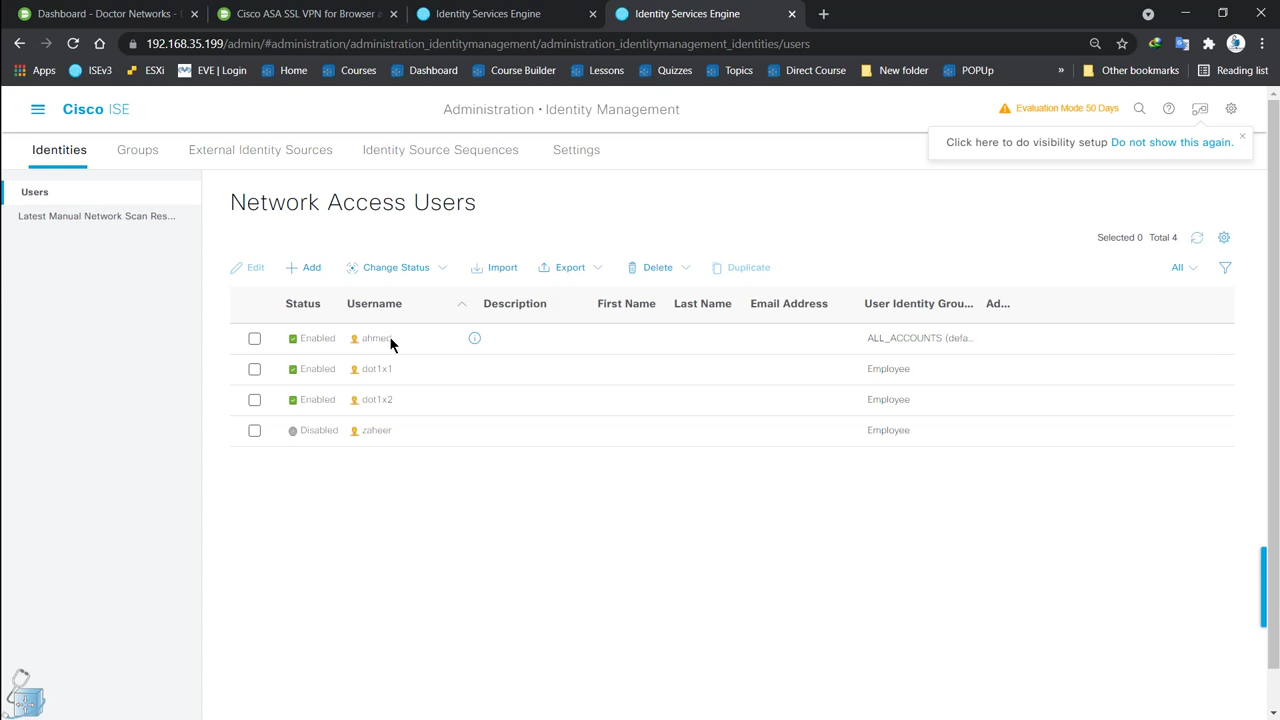 Dashboard - Doctor Networks -
Cisco ASA SSL VPN for Browser a
Identity Services Engine
Identity Services Engine
192.168.35.199/admin/#administration/administration_identitymanagement/administration_identitymanagement_identities/users
Apps
ISEv3
ESXi
EVE | Login
Home
Courses
Dashboard
Cookie Builder
Lessons
Quizzes
Topics
Direct Course
New folder
POPUp
»
Other bookmarks
Reading list
Cisco ISE
Administration • Identity Management
Evaluation Mode 50 Days
Click here to do visibility setup Do not show this again.
Identities
Groups
External Identity Sources
Identity Source Sequences
Settings
Users
Latest Manual Network Scan Res...
Network Access Users
Selected 0 Total 4
Edit
Add
Change Status
Import
Export
Delete
Duplicate
All
Status Username Description First Name Last Name Email Address User Identity Grou... Ad...
Enabled ahmed ALL_ACCOUNTS (defa...
Enabled dot1x1 Employee
Enabled dot1x2 Employee
Disabled zaheer Employee